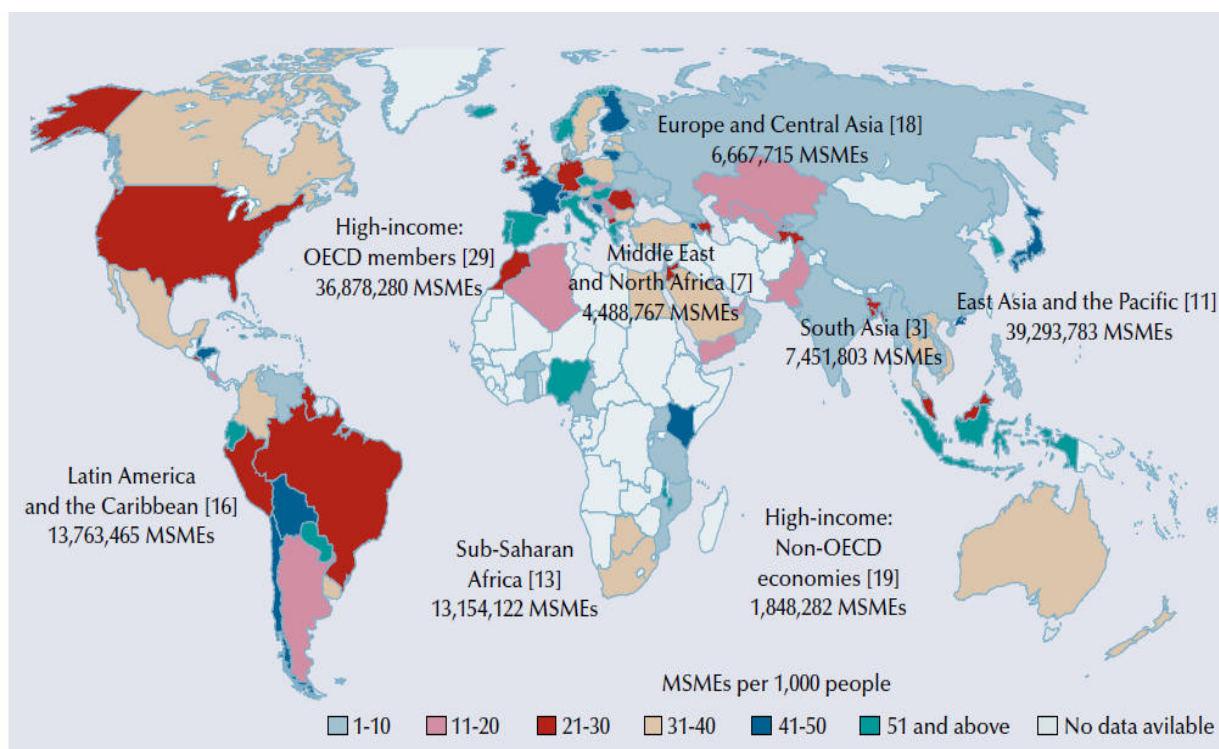 Europe and Central Asia [18]
6,667,715 MSMEs
High-income:
OECD members [29]
36,878,280 MSMEs
Middle East
and North Africa [7]
4,488,767 MSMEs
East Asia and the Pacific [11]
39,293,783 MSMEs
South Asia [3]
7,451,803 MSMEs
Latin America
and the Caribbean [16]
13,763,465 MSMEs
Sub-Saharan
Africa [13]
13,154,122 MSMEs
High-income:
Non-OECD
economies [19]
1,848,282 MSMEs
MSMEs per 1,000 people
1-10 11-20 21-30 31-40 41-50 51 and above No data avilable